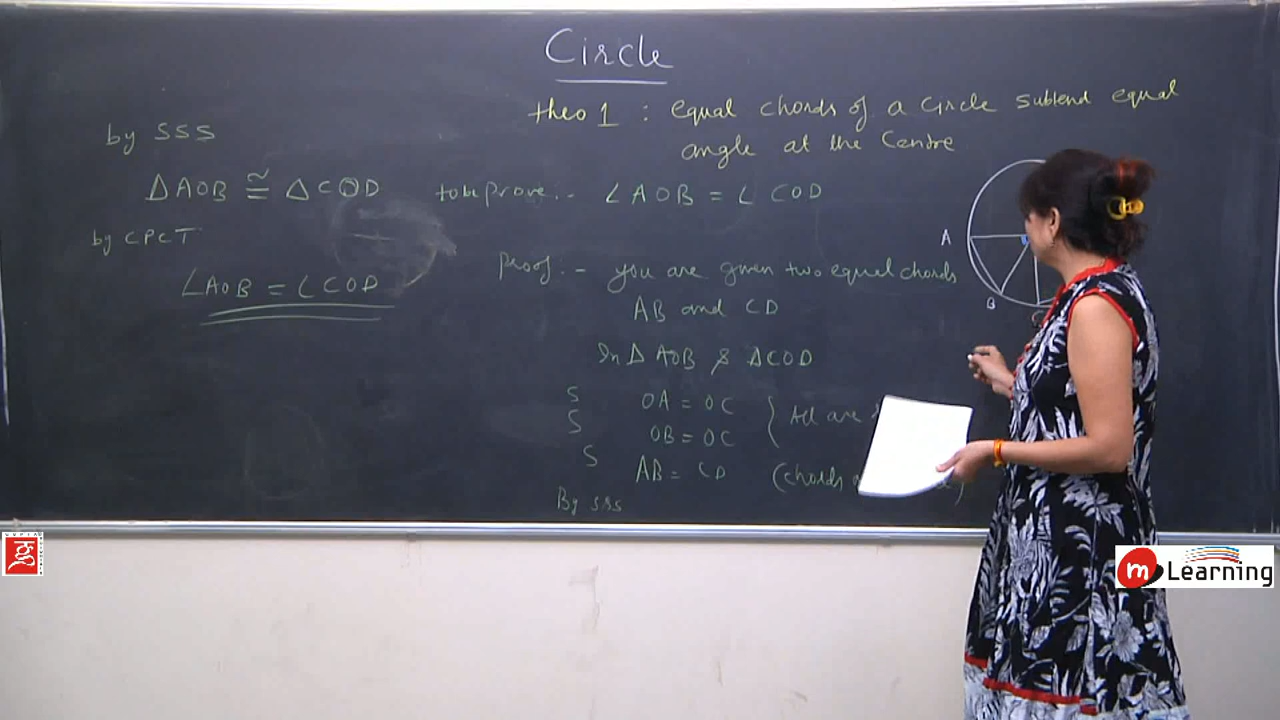 Circle
theo 1 : equal chords of a circle subtend equal
angle at the Centre
by SSS
ΔAOB ≅ ΔCOD
to be prove :- ∠AOB = ∠COD
by CPCT
∠AOB = ∠COD
Proof :- you are given two equal chords
AB and CD
In Δ AOB & ΔCOD
S OA = OC
S OB = OC
All are
S AB = CD (chords
By SSS
A
B
C
m Learning